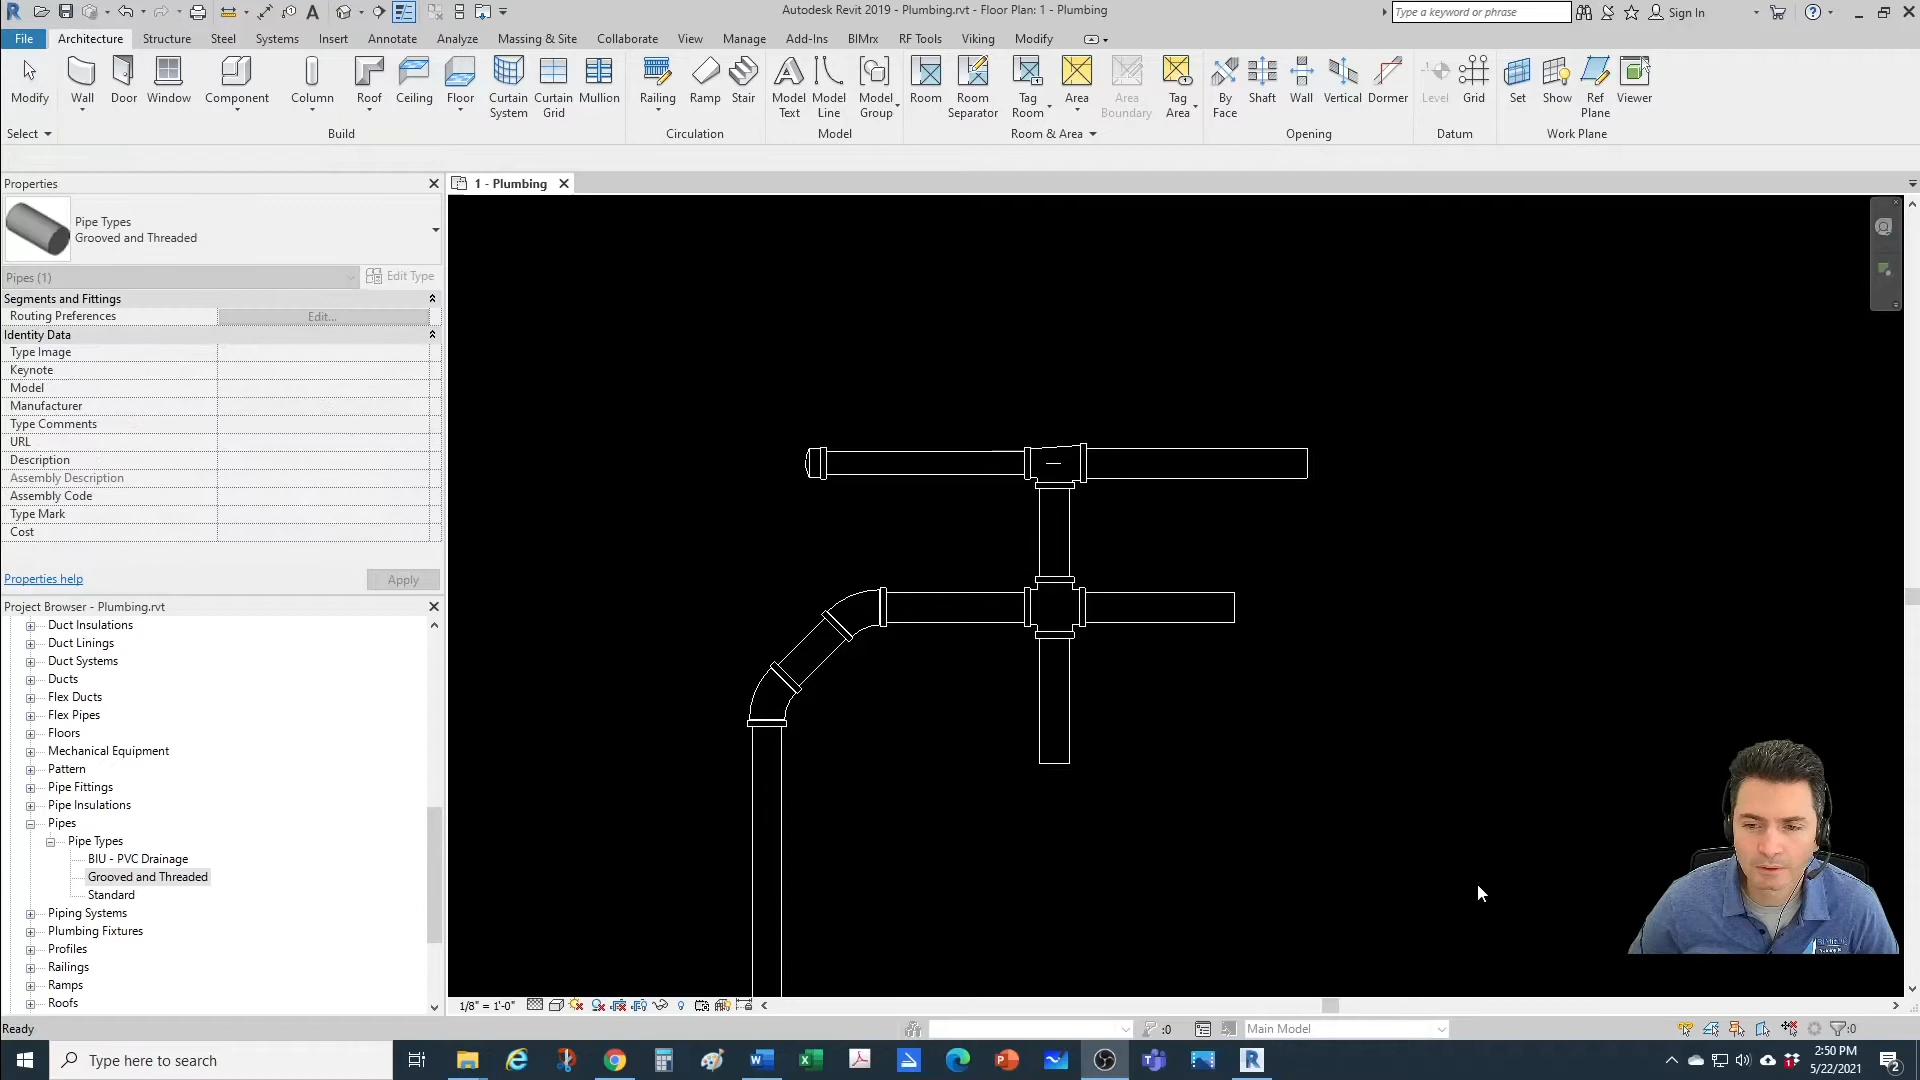 Autodesk Revit 2019 - Plumbing.rvt - Floor Plan: 1 - Plumbing
Type a keyword or phrase
Sign In
File Architecture Structure Steel Systems Insert Annotate Analyze Massing & Site Collaborate View Manage Add-Ins BIMrx RF Tools Viking Modify
Modify Wall Door Window Component Column Roof Ceiling Floor Curtain System Curtain Grid Mullion Railing Ramp Stair Model Text Model Line Model Group Room Room Separator Tag Room Area Area Boundary Tag Area By Face Shaft Wall Vertical Dormer Level Grid Set Show Ref Plane Viewer
Select Build Circulation Model Room & Area Opening Datum Work Plane
Properties
1 - Plumbing
Pipe Types
Grooved and Threaded
Pipes (1)
Edit Type
Segments and Fittings
Routing Preferences
Edit...
Identity Data
Type Image
Keynote
Model
Manufacturer
Type Comments
URL
Description
Assembly Description
Assembly Code
Type Mark
Cost
Properties help
Apply
Project Browser - Plumbing.rvt
Duct Insulations
Duct Linings
Duct Systems
Ducts
Flex Ducts
Flex Pipes
Floors
Mechanical Equipment
Pattern
Pipe Fittings
Pipe Insulations
Pipes
Pipe Types
BIU - PVC Drainage
Grooved and Threaded
Standard
Piping Systems
Plumbing Fixtures
Profiles
Railings
Ramps
Roofs
1/8" = 1'-0"
Ready
:0
Main Model
:0
Type here to search
2:50 PM
5/22/2021
2